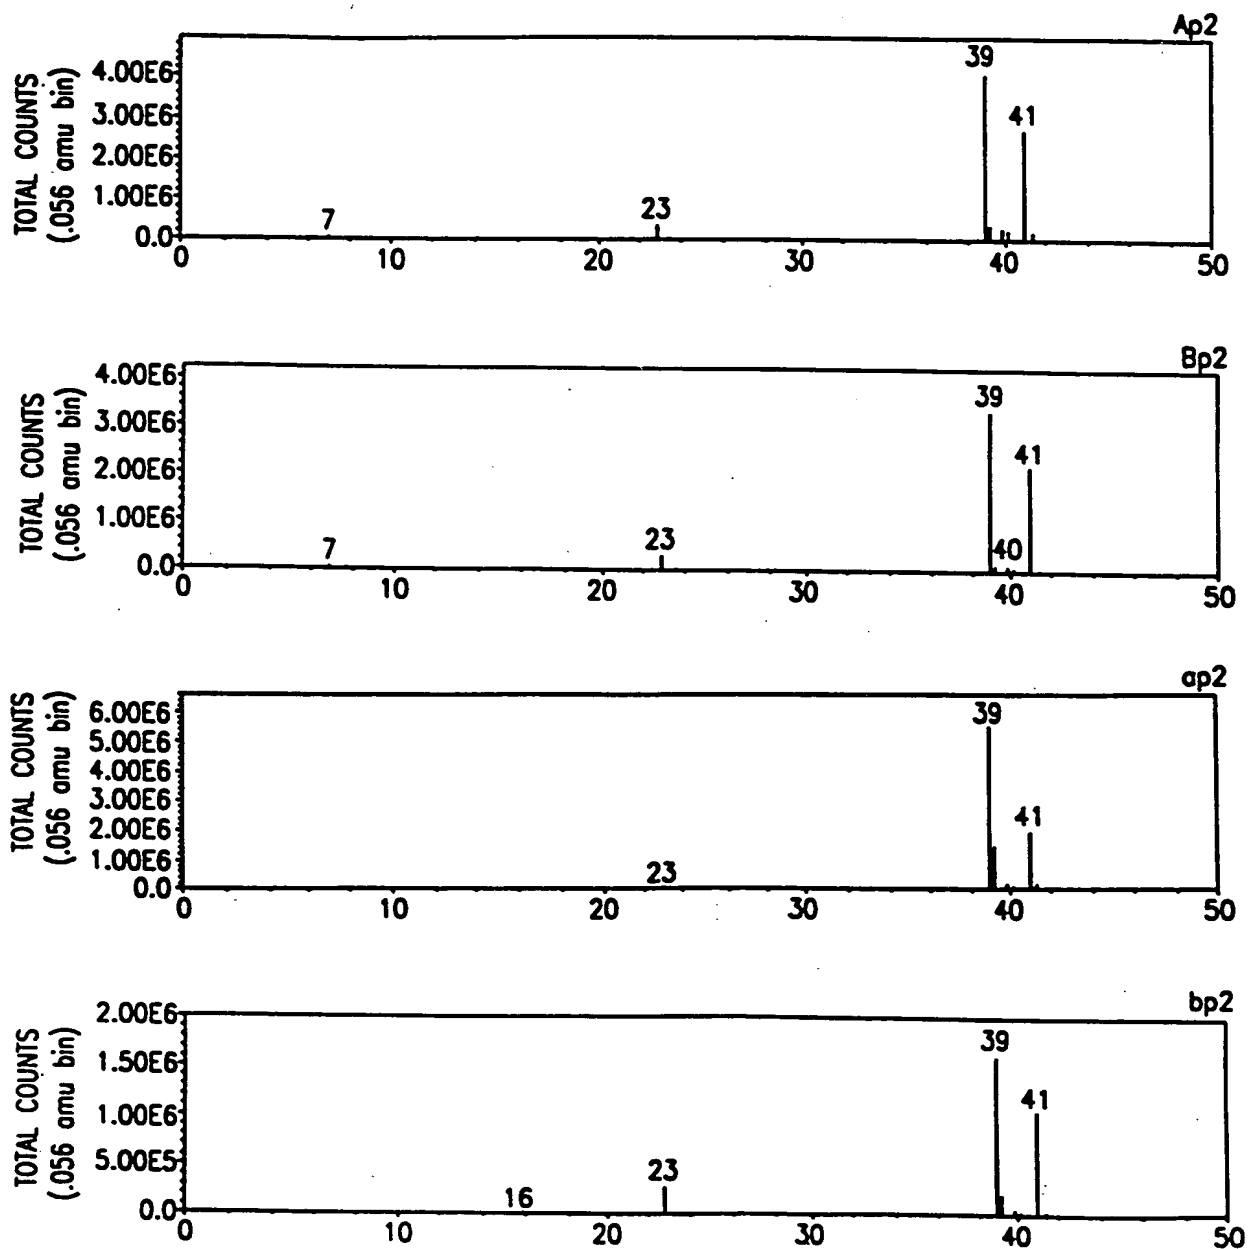 Ap2
TOTAL COUNTS
(.056 amu bin)
4.00E6
3.00E6
2.00E6
1.00E6
0.0
39
41
7
23
0 10 20 30 40 50
Bp2
TOTAL COUNTS
(.056 amu bin)
4.00E6
3.00E6
2.00E6
1.00E6
0.0
39
41
7
23
40
0 10 20 30 40 50
ap2
TOTAL COUNTS
(.056 amu bin)
6.00E6
5.00E6
4.00E6
3.00E6
2.00E6
1.00E6
0.0
39
41
23
0 10 20 30 40 50
bp2
TOTAL COUNTS
(.056 amu bin)
2.00E6
1.50E6
1.00E6
5.00E5
0.0
39
41
16
23
0 10 20 30 40 50